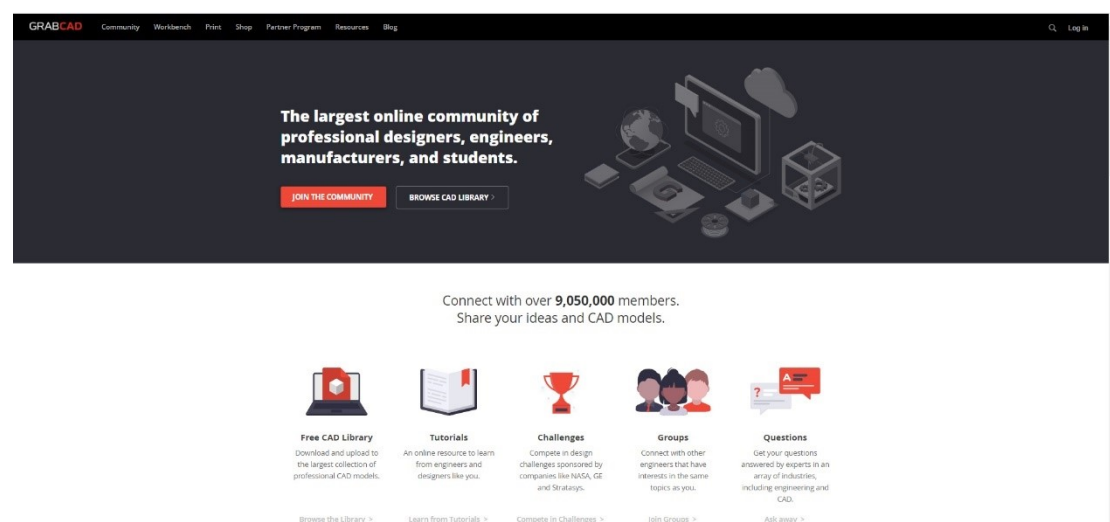 GRABCAD Community Workbench Print Shop Partner Program Resources Blog Log in
The largest online community of
professional designers, engineers,
manufacturers, and students.
JOIN THE COMMUNITY BROWSE CAD LIBRARY >
G
Connect with over 9,050,000 members.
Share your ideas and CAD models.
? A
Free CAD Library
Download and upload to
the largest collection of
professional CAD models.
Browse the Library >
Tutorials
An online resource to learn
from engineers and
designers like you.
Learn from Tutorials >
Challenges
Compete in design
challenges sponsored by
companies like NASA, GE
and Stratasys.
Compete in Challenges >
Groups
Connect with other
engineers that have
interests in the same
topics as you.
Join Groups >
Questions
Get your questions
answered by experts in an
array of industries,
including engineering and
CAD.
Ask away >